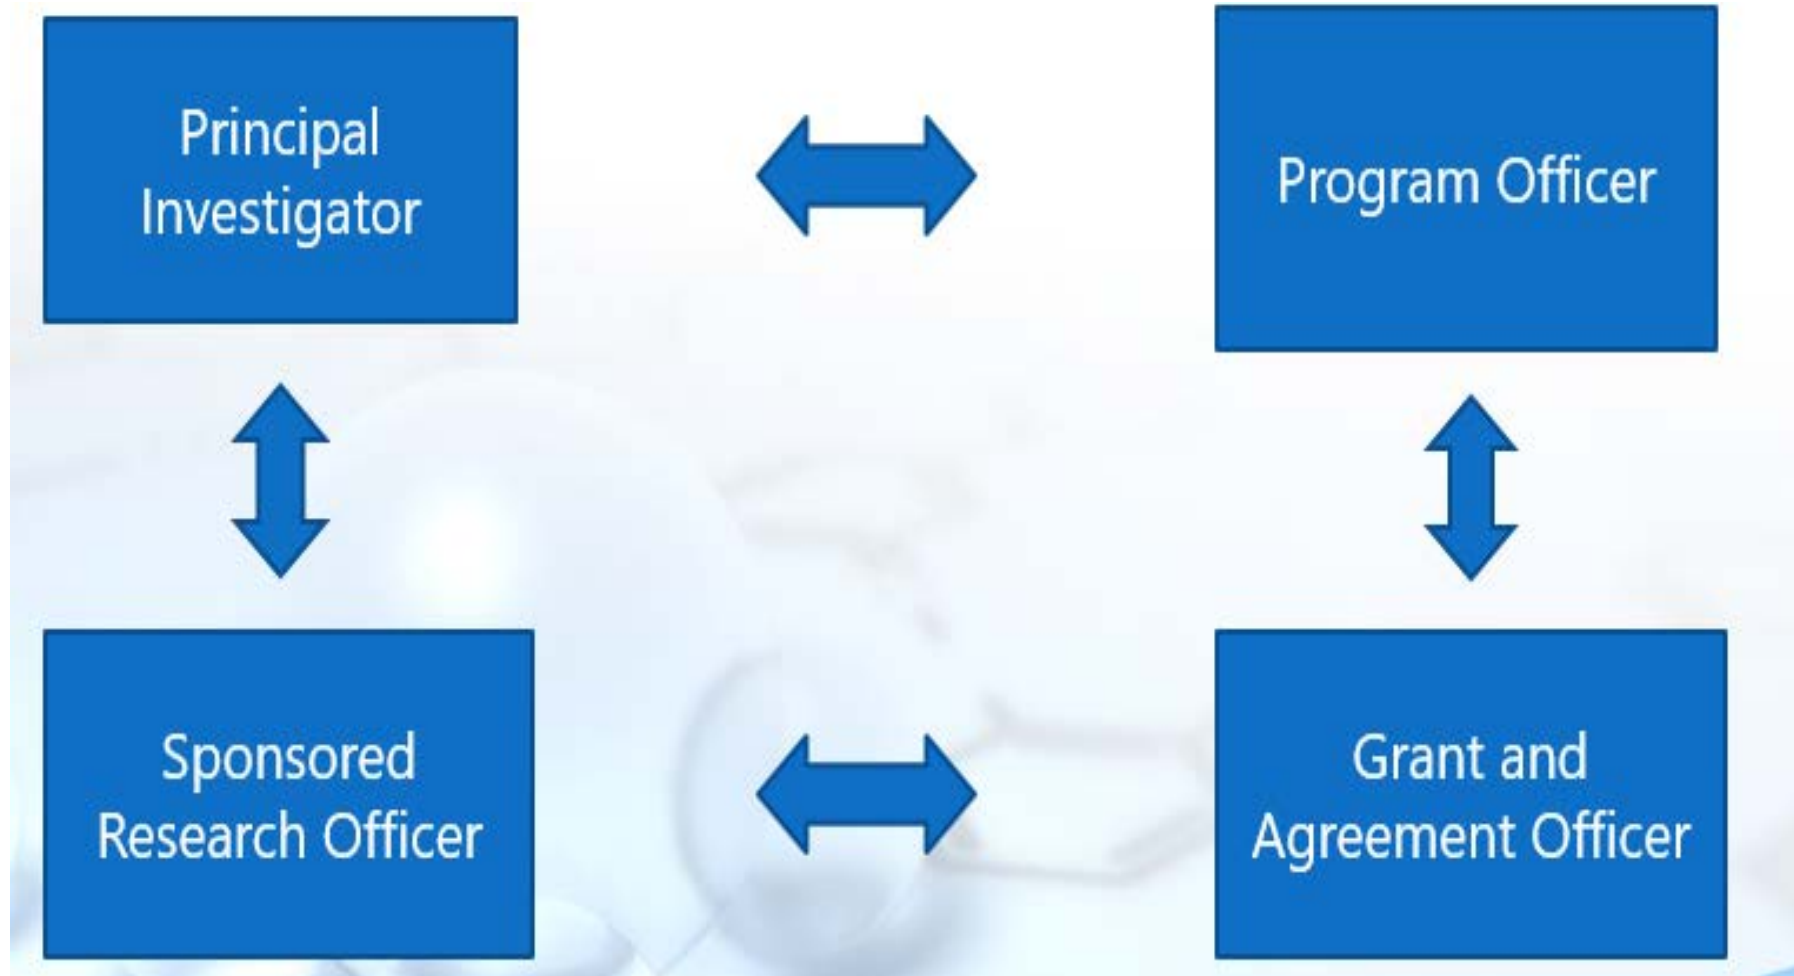 Principal
Investigator
Program Officer
Sponsored
Research Officer
Grant and
Agreement Officer